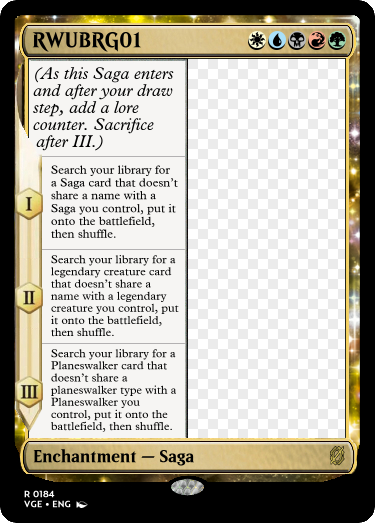 RWUBRG01
(As this Saga enters
and after your draw
step, add a lore
counter. Sacrifice
after III.)
I
Search your library for
a Saga card that doesn't
share a name with a
Saga you control, put it
onto the battlefield,
then shuffle.
II
Search your library for a
legendary creature card
that doesn't share a
name with a legendary
creature you control, put
it onto the battlefield,
then shuffle.
III
Search your library for a
Planeswalker card that
doesn't share a
planeswalker type with a
Planeswalker you
control, put it onto the
battlefield, then shuffle.
Enchantment — Saga
R 0184
VGE • ENG